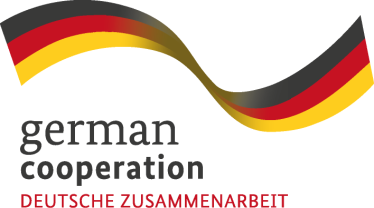 german
cooperation
DEUTSCHE ZUSAMMENARBEIT